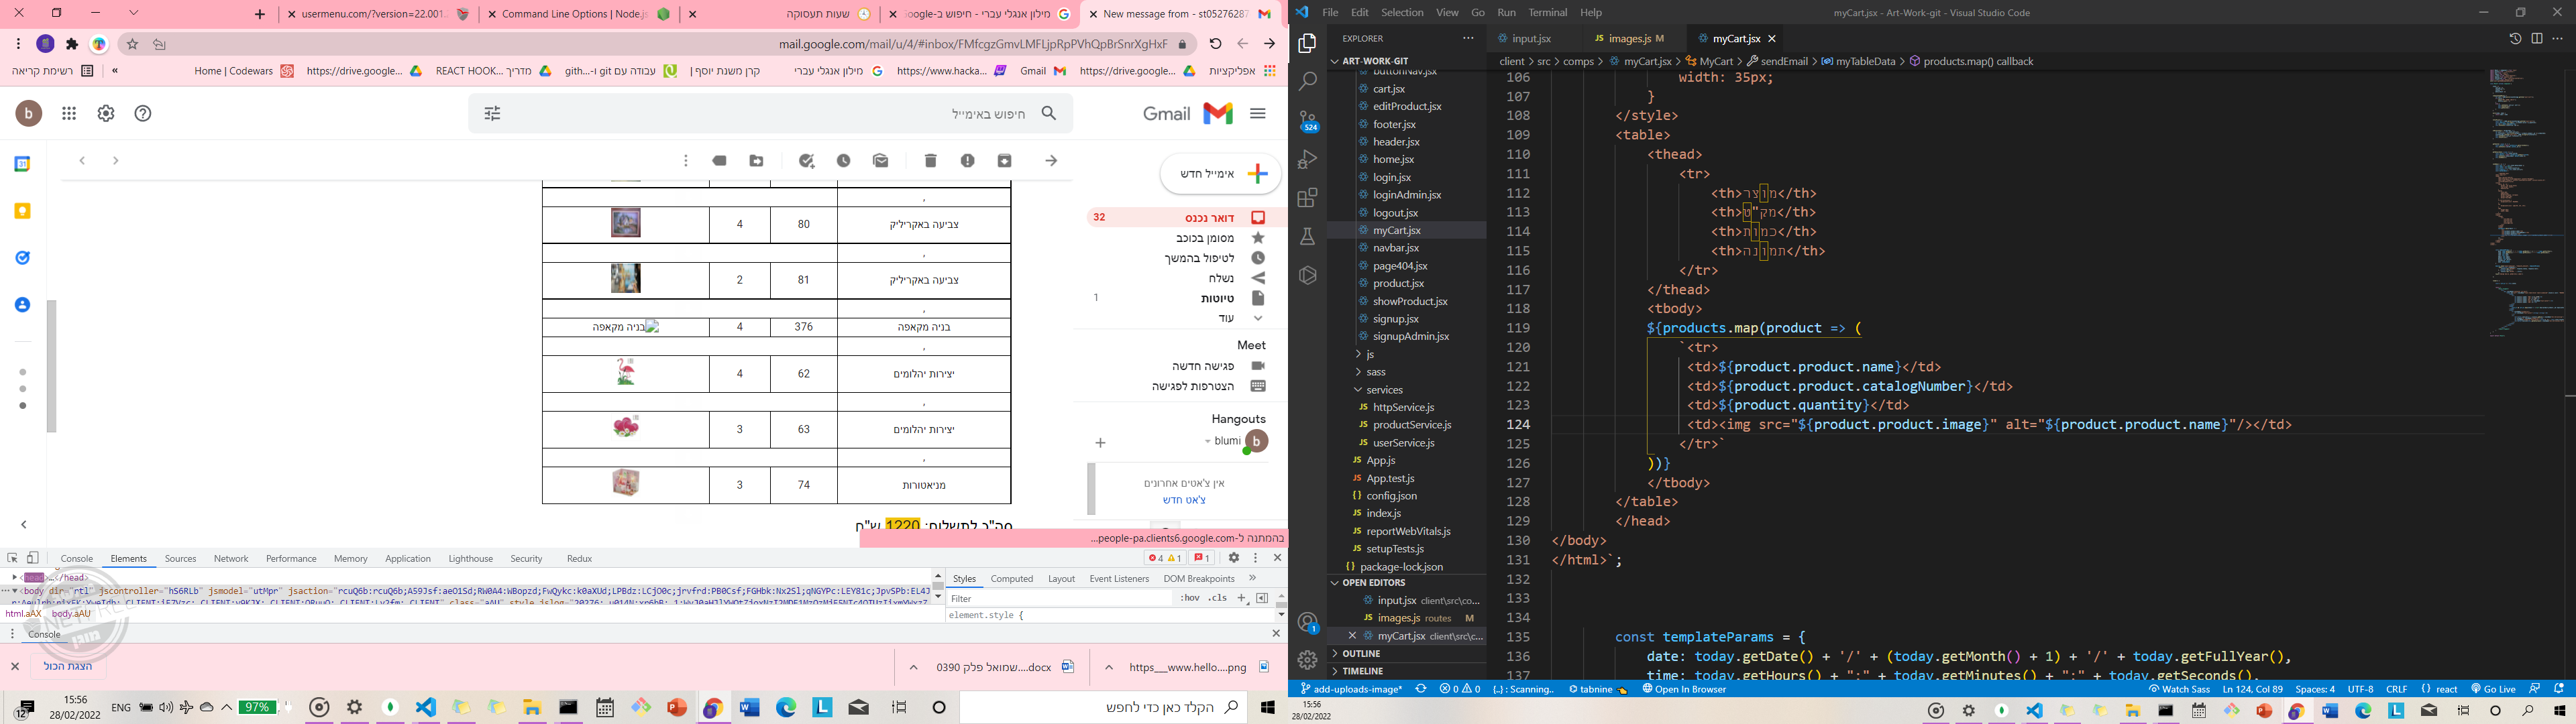 usermenu.com/?version=22.001.
Command Line Options | Node.js
שעות תעסוקה
מילון אנגלי עברי - חיפוש ב-Google
New message from - st05276287
mail.google.com/mail/u/4/#inbox/FMfcgzGmvLMFLjpRpPVhQpBrSnrXgHxF
רשימת קריאה
«
Home | Codewars
https://drive.google...
מדריך REACT HOOK...
עבודה עם git ו-gith...
קרן משנת יוסף |
מילון אנגלי עברי
https://www.hacka...
Gmail
https://drive.google...
אפליקציות
b
חיפוש באימייל
Gmail
אימייל חדש
דואר נכנס 32
מסומן בכוכב
לטיפול בהמשך
נשלח
טיוטות 1
עוד
Meet
פגישה חדשה
הצטרפות לפגישה
Hangouts
blumi b
אין צ'אטים אחרונים
צ'אט חדש
,
צביעה באקריליק 80 4
,
צביעה באקריליק 81 2
,
בניה מקאפה 376 4 בניה מקאפה
,
יצירות יהלומים 62 4
,
יצירות יהלומים 63 3
,
מניאטורות 74 3
סה"כ לתשלום: 1220 ש"ח
בהמתנה ל-people-pa.clients6.google.com...
Console Elements Sources Network Performance Memory Application Lighthouse Security Redux 4 1 1
<head>…</head>
Styles Computed Layout Event Listeners DOM Breakpoints »
Filter :hov .cls +
html.aAX body.aAU
element.style {
Console
הצגת הכול
שמואל פלק 0390....docx
https___www.hello....png
15:56
28/02/2022
ENG
97%
הקלד כאן כדי לחפש
File Edit Selection View Go Run Terminal Help
myCart.jsx - Art-Work-git - Visual Studio Code
EXPLORER
ART-WORK-GIT
buttonNav.jsx
cart.jsx
editProduct.jsx
footer.jsx
header.jsx
home.jsx
login.jsx
loginAdmin.jsx
logout.jsx
myCart.jsx
navbar.jsx
page404.jsx
product.jsx
showProduct.jsx
signup.jsx
signupAdmin.jsx
js
sass
services
JS httpService.js
JS productService.js
JS userService.js
JS App.js
JS App.test.js
{} config.json
JS index.js
JS reportWebVitals.js
JS setupTests.js
{} package-lock.json
OPEN EDITORS
input.jsx client\src\co...
JS images.js routes M
myCart.jsx client\src\c...
OUTLINE
TIMELINE
524
1
input.jsx
JS images.js M
myCart.jsx
client > src > comps > myCart.jsx > MyCart > sendEmail > myTableData > products.map() callback
106 width: 35px;
107 }
108 </style>
109 <table>
110 <thead>
111 <tr>
112 <th>מוצר</th>
113 <th>מק"ט</th>
114 <th>כמות</th>
115 <th>תמונה</th>
116 </tr>
117 </thead>
118 <tbody>
119 ${products.map(product => (
120 `<tr>
121 <td>${product.product.name}</td>
122 <td>${product.product.catalogNumber}</td>
123 <td>${product.quantity}</td>
124 <td><img src="${product.product.image}" alt="${product.product.name}"/></td>
125 </tr>`
126 ))}
127 </tbody>
128 </table>
129 </head>
130 </body>
131 </html>`;
132
133
134
135 const templateParams = {
136 date: today.getDate() + '/' + (today.getMonth() + 1) + '/' + today.getFullYear(),
137 time: today.getHours() + ":" + today.getMinutes() + ":" + today.getSeconds(),
add-uploads-image* 0 0 {..} : Scanning.. tabnine Open In Browser
Watch Sass Ln 124, Col 89 Spaces: 4 UTF-8 CRLF {} react Go Live
15:56
28/02/2022